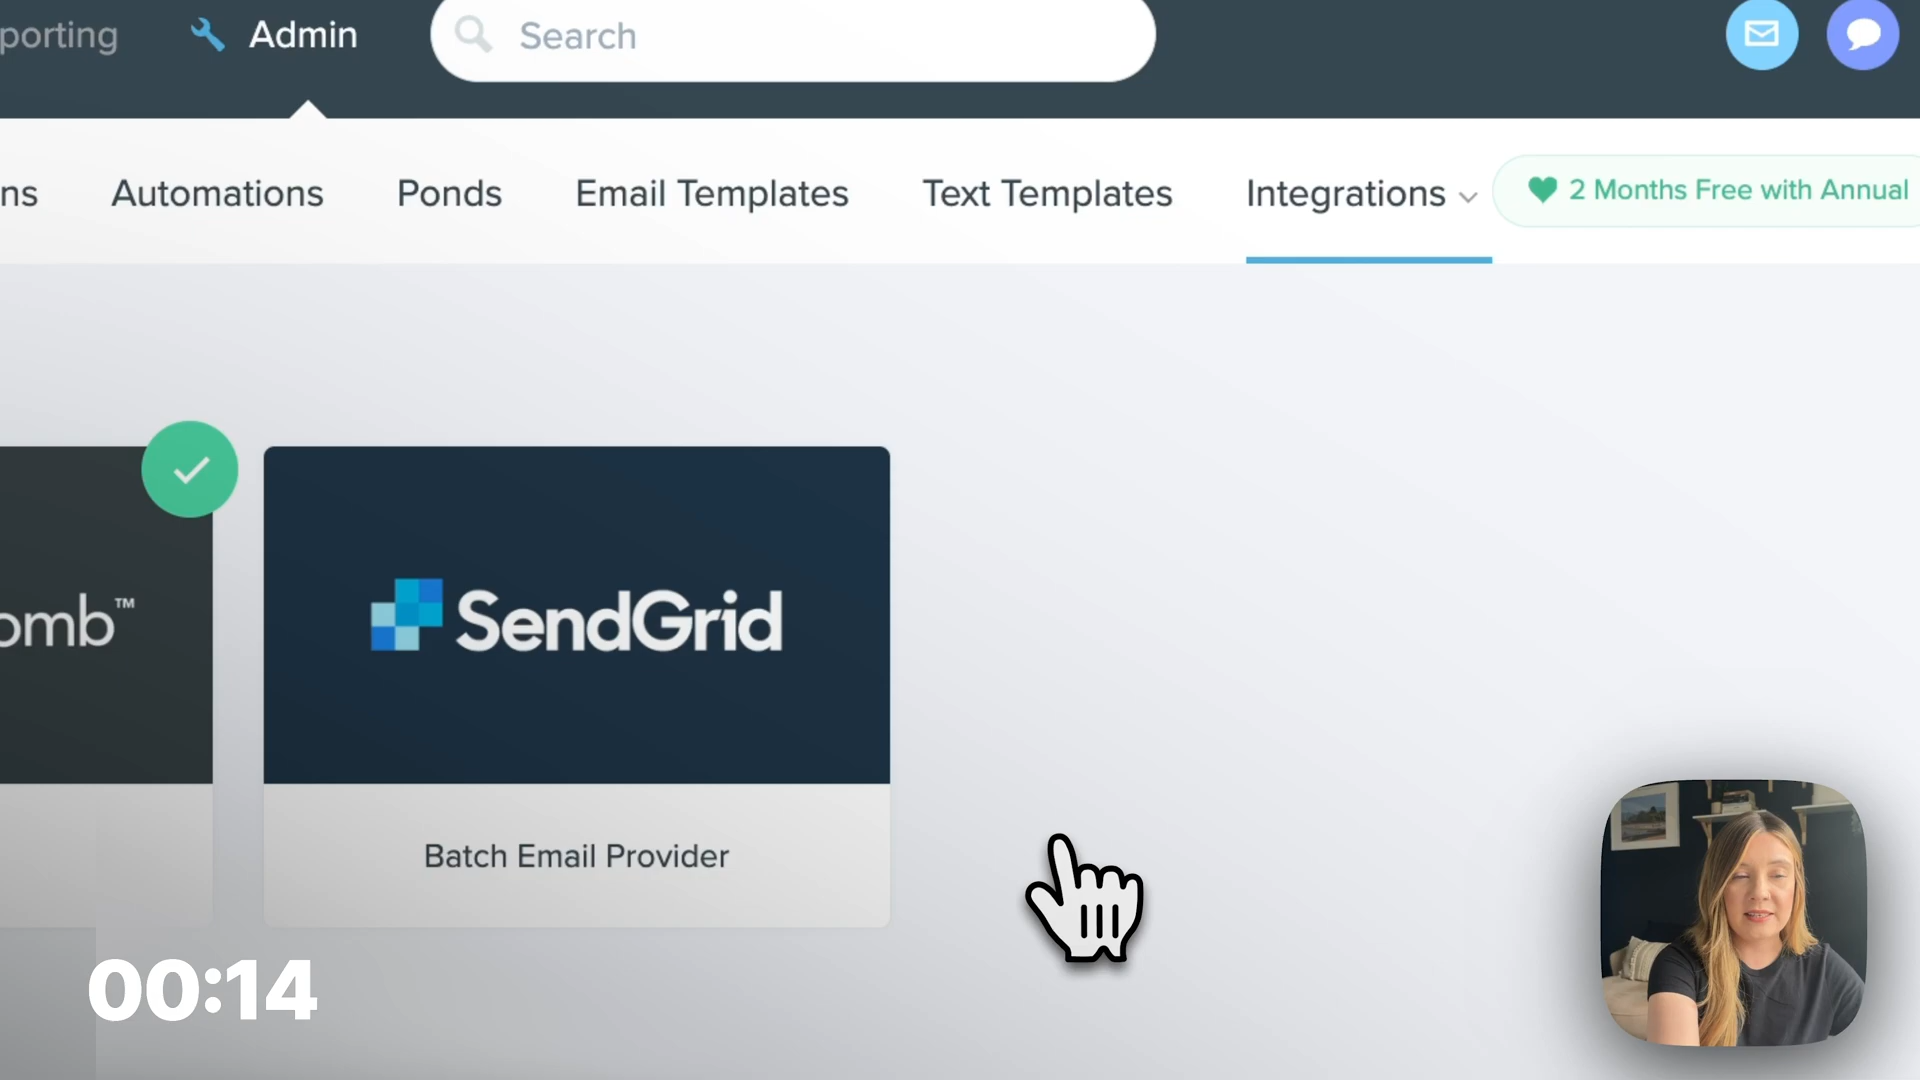 porting
Admin
Search
ns
Automations
Ponds
Email Templates
Text Templates
Integrations
2 Months Free with Annual
omb™
SendGrid
Batch Email Provider
00:14